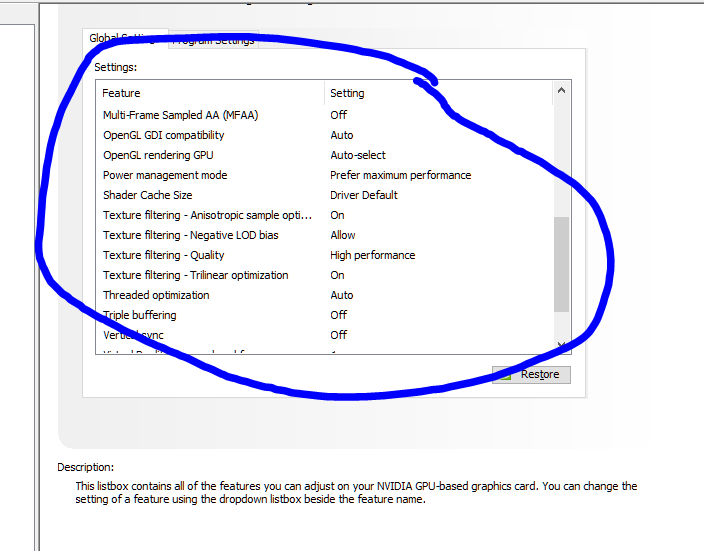 Global
Program Settings
Settings:
Feature Setting
Multi-Frame Sampled AA (MFAA) Off
OpenGL GDI compatibility Auto
OpenGL rendering GPU Auto-select
Power management mode Prefer maximum performance
Shader Cache Size Driver Default
Texture filtering - Anisotropic sample opti... On
Texture filtering - Negative LOD bias Allow
Texture filtering - Quality High performance
Texture filtering - Trilinear optimization On
Threaded optimization Auto
Triple buffering Off
Vertical sync Off
Restore
Description:
This listbox contains all of the features you can adjust on your NVIDIA GPU-based graphics card. You can change the
setting of a feature using the dropdown listbox beside the feature name.